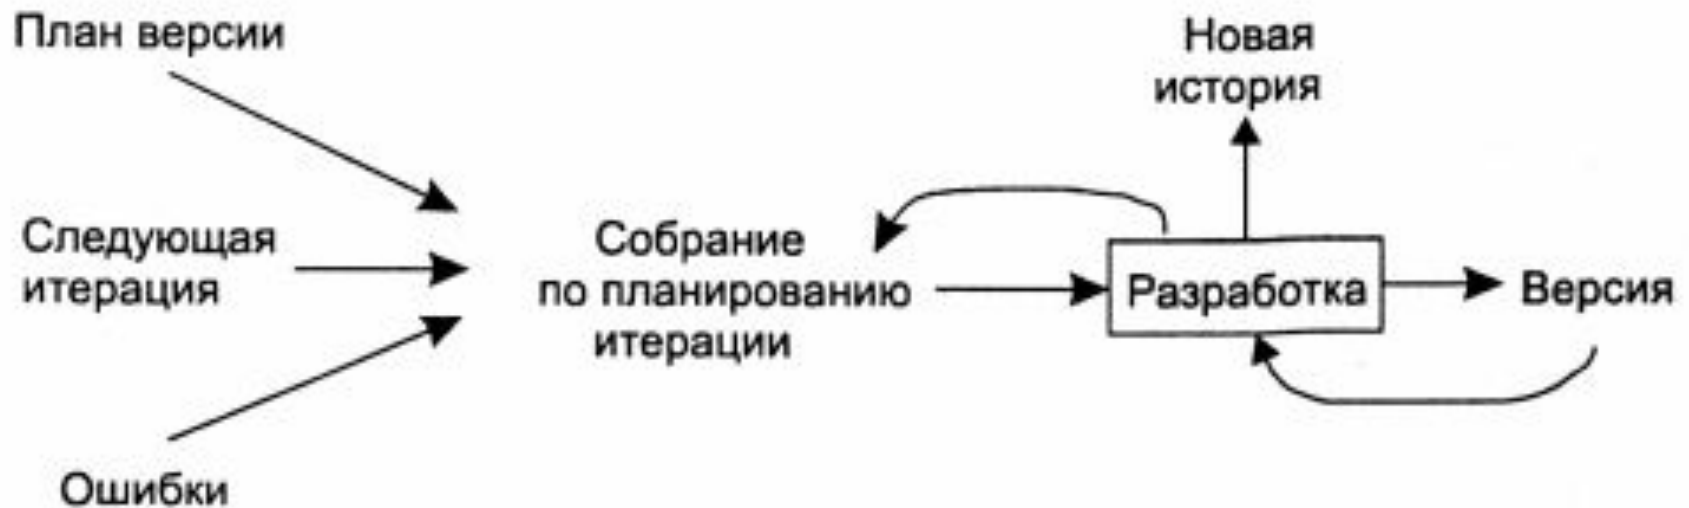 План версии
Новая
история
Следующая
итерация
Собрание
по планированию
итерации
Разработка
Версия
Ошибки